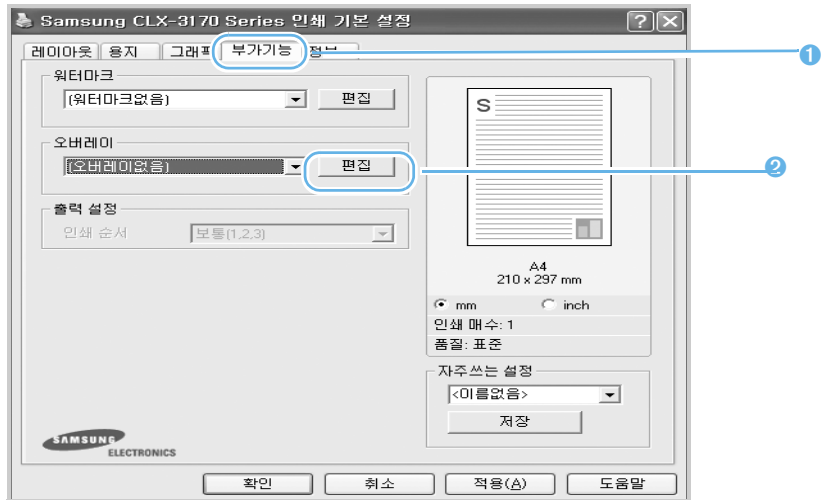 Samsung CLX-3170 Series 인쇄 기본 설정
레이아웃 용지 부가기능
1
워터마크
(워터마크없음) 편집
오버레이
(오버레이없음) 편집
2
출력 설정
인쇄 순서 보통(1,2,3)
S
A4
210 x 297 mm
mm inch
인쇄 매수: 1
품질: 표준
자주쓰는 설정
<이름없음>
저장
SAMSUNG
ELECTRONICS
확인 취소 적용(A) 도움말